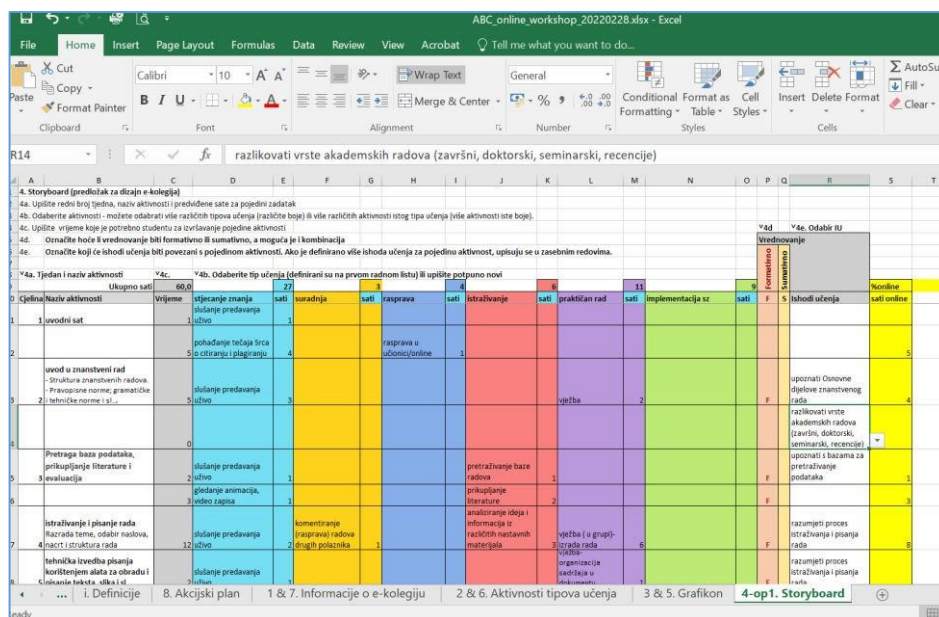 ABC_online_workshop_20220228.xlsx - Excel
File Home Insert Page Layout Formulas Data Review View Acrobat Tell me what you want to do...
Paste
Cut
Copy
Format Painter
Clipboard
Calibri 10
B I U
Font
Wrap Text
Merge & Center
Alignment
General
Number
Conditional Formatting
Format as Table
Cell Styles
Styles
Insert Delete Format
Cells
AutoSu
Fill
Clear
R14 fx razlikovati vrste akademskih radova (završni, doktorski, seminarski, recencije)
A B C D E F G H I J K L M N O P Q R S T
4. Storyboard (predložak za dizajn e-kolegija)
4a. Upišite redni broj tjedna, naziv aktivnosti i predviđene sate za pojedini zadatak
4b. Odaberite aktivnosti - možete odabrati više različitih tipova učenja (različite boje) ili više različitih aktivnosti istog tipa učenja (više aktivnosti iste boje).
4c. Upišite vrijeme koje je potrebno studentu za izvršavanje pojedine aktivnosti
4d. Označite hoće li vrednovanje biti formativno ili sumativno, a moguća je i kombinacija
4e. Označite koji će ishodi učenja biti povezani s pojedinom aktivnosti. Ako je definirano više ishoda učenja za pojedinu aktivnost, upisuju se u zasebnim redovima.
˅4d ˅4e. Odabir IU
Vrednovanje
Formativno
Sumativno
˅4a. Tjedan i naziv aktivnosti ˅4c. ˅4b. Odaberite tip učenja (definirani su na prvom radnom listu) ili upišite potpuno novi
Ukupno sati 60,0 27 3 4 6 11 9 %online
Cjelina Naziv aktivnosti Vrijeme stjecanje znanja sati suradnja sati rasprava sati istraživanje sati praktičan rad sati implementacija sz sati F S Ishodi učenja sati online
1 uvodni sat 1 slušanje predavanja uživo 1
5 pohađanje tečaja Srca o citiranju i plagiranju 4 rasprava u učionici/online 1 5
2 uvod u znanstveni rad
- Struktura znanstvenih radova.
- Pravopisne norme; gramatičke
i tehničke norme i sl...
5 slušanje predavanja uživo 3 vježba 2 F upoznati Osnovne dijelove znanstvenog rada 4
0 F razlikovati vrste akademskih radova (završni, doktorski, seminarski, recencije)
3 Pretraga baza podataka, prikupljanje literature i evaluacija 2 slušanje predavanja uživo 1 pretraživanje baze radova 1 F upoznati s bazama za pretraživanje podataka 1
3 gledanje animacija, video zapisa 1 prikupljanje literature 2 F 3
4 istraživanje i pisanje rada
Razrada teme, odabir naslova,
nacrt i struktura rada
12 slušanje predavanja uživo 2 komentiranje (rasprava) radova drugih polaznika 1 analiziranje ideja i informacija iz različitih nastavnih materijala 3 vježba ( u grupi)- izrada rada 6 F razumjeti proces istraživanja i pisanja rada 8
5 tehnička izvedba pisanja korištenjem alata za obradu i pisanje teksta, slika i sl 2 slušanje predavanja uživo 1 vježba- organizacija sadržaja u dokumentu 1 F razumjeti proces istraživanja i pisanja rada
... i. Definicije 8. Akcijski plan 1 & 7. Informacije o e-kolegiju 2 & 6. Aktivnosti tipova učenja 3 & 5. Grafikon 4-op1. Storyboard